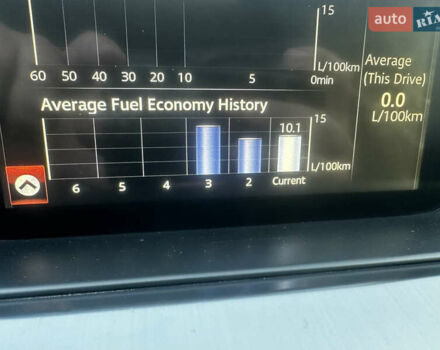 15
auto RIA
L/100km
60 50 40 30 20 10 5 0min
Average
(This Drive)
0.0
L/100km
Average Fuel Economy History
15
10.1
L/100km
6 5 4 3 2 Current